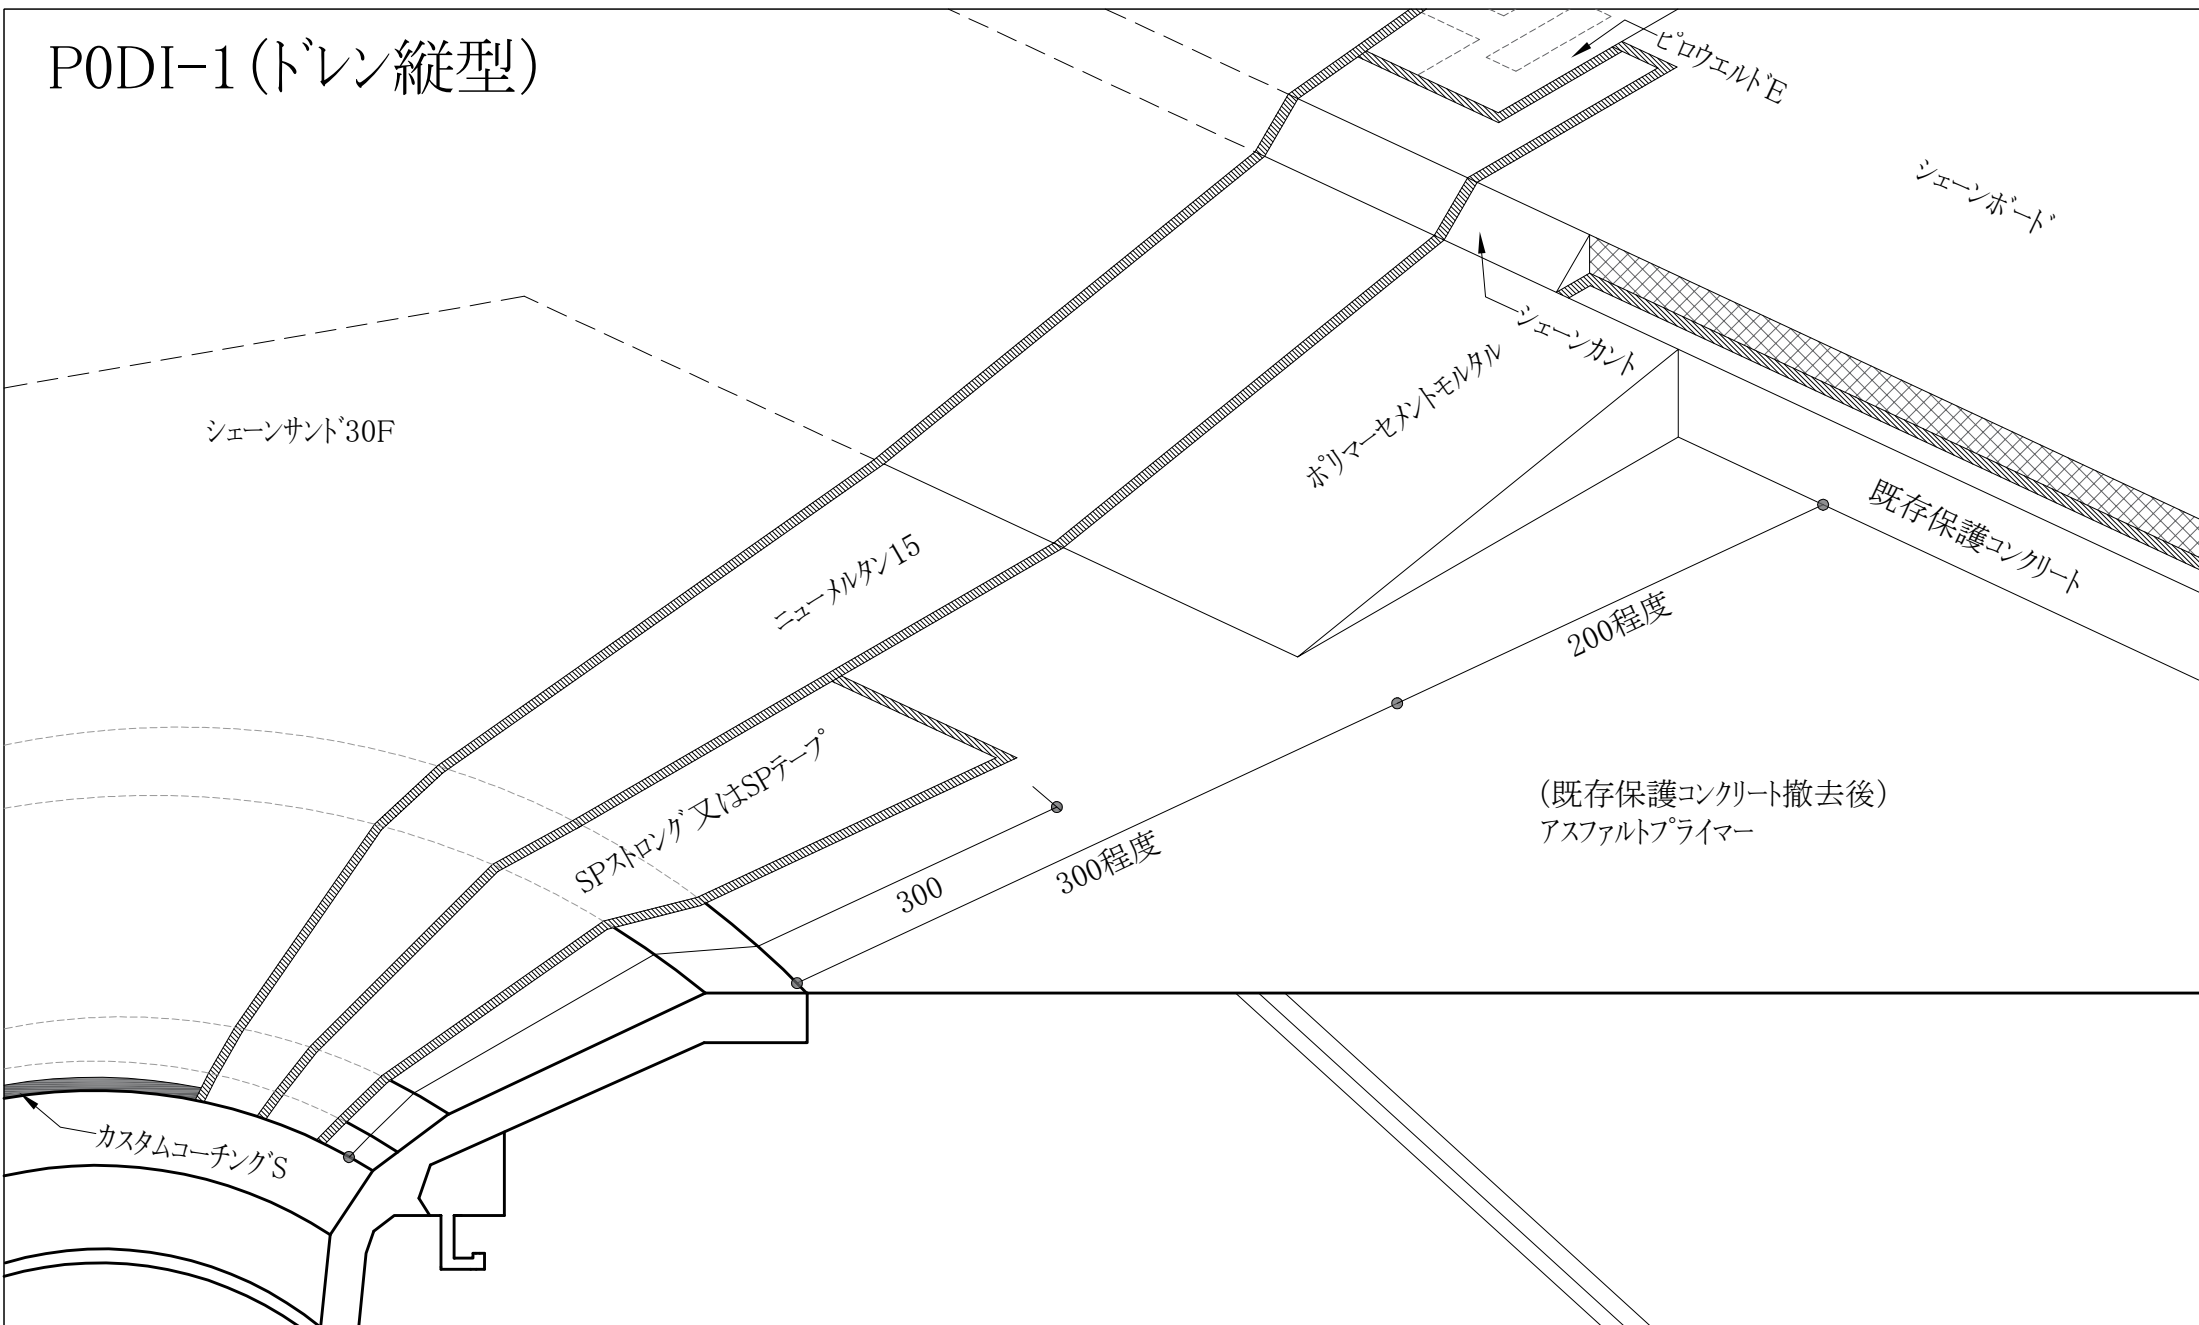 P0DI-1(ドレン縦型)
ピロウエルドE
シェーンボード
シェーンカント
ポリマーセメントモルタル
シェーンサンド30F
既存保護コンクリート
ニューメルタン15
200程度
SPストロング又はSPテープ
(既存保護コンクリート撤去後)
アスファルトプライマー
300程度
300
カスタムコーチングS